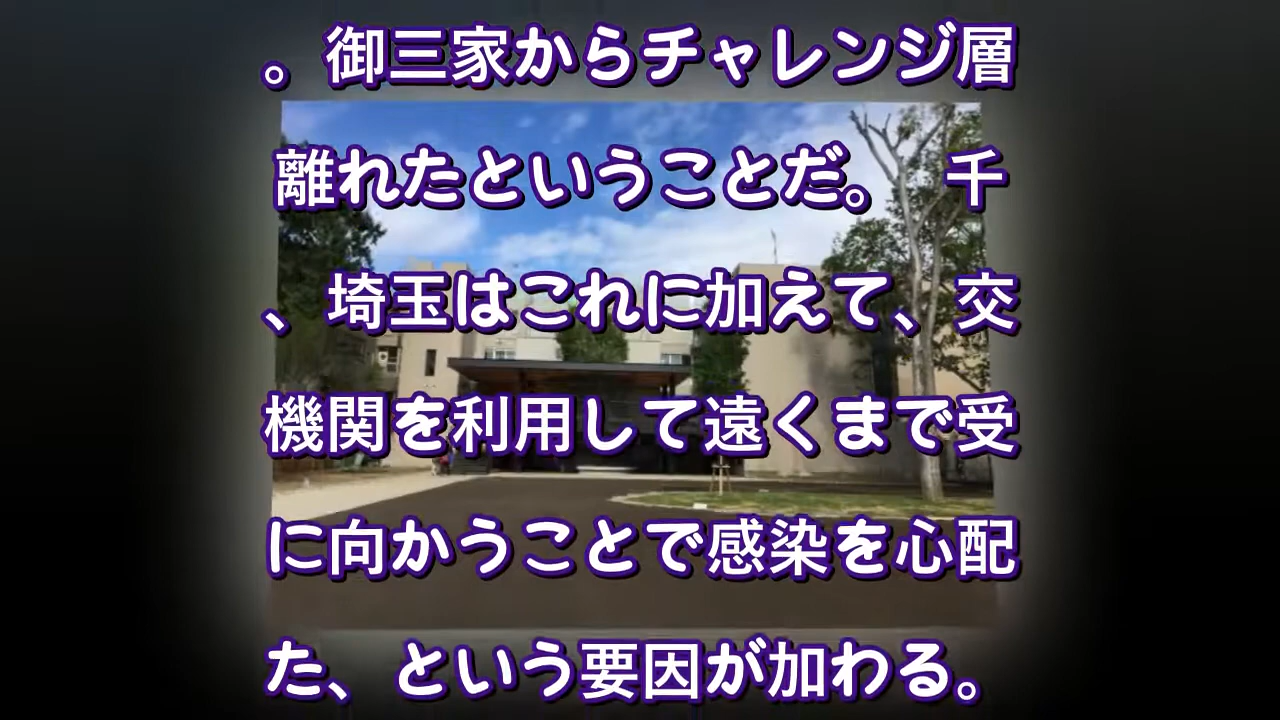 。御三家からチャレンジ層
離れたということだ。　千
、埼玉はこれに加えて、交
機関を利用して遠くまで受
に向かうことで感染を心配
た、という要因が加わる。